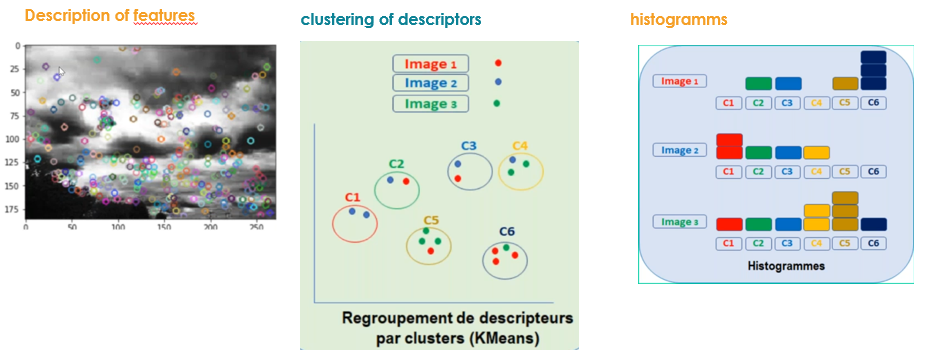 Description of features
clustering of descriptors
histogramms
0
25
50
75
100
125
150
175
0
50
100
150
200
250
Image 1
Image 2
Image 3
C1
C2
C3
C4
C5
C6
Regroupement de descripteurs
par clusters (KMeans)
Image 1
C1 C2 C3 C4 C5 C6
Image 2
C1 C2 C3 C4 C5 C6
Image 3
C1 C2 C3 C4 C5 C6
Histogrammes